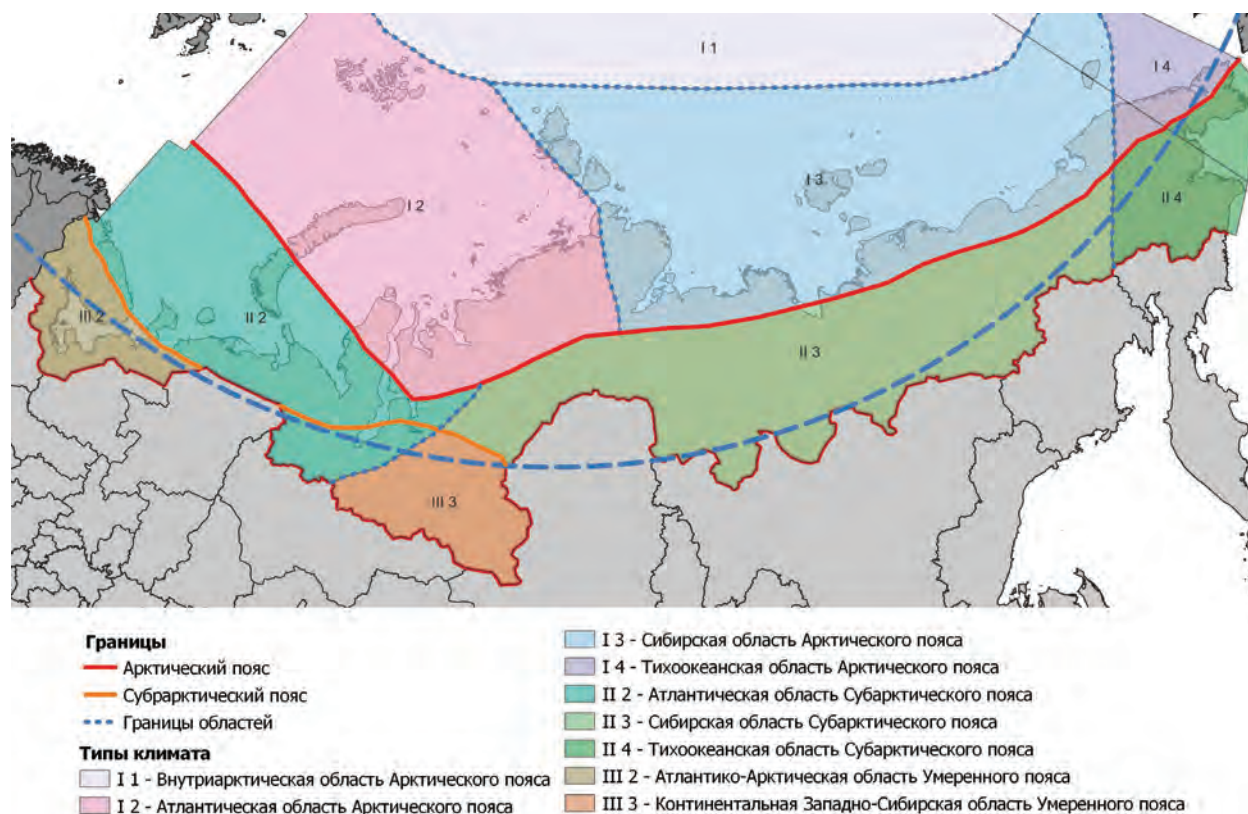 I 1
I 4
I 3
I 2
II 4
II 2
III 2
II 3
III 3
Границы
Арктический пояс
Субрарктический пояс
Границы областей
Типы климата
I 1 - Внутриарктическая область Арктического пояса
I 2 - Атлантическая область Арктического пояса
I 3 - Сибирская область Арктического пояса
I 4 - Тихоокеанская область Арктического пояса
II 2 - Атлантическая область Субарктического пояса
II 3 - Сибирская область Субарктического пояса
II 4 - Тихоокеанская область Субарктического пояса
III 2 - Атлантико-Арктическая область Умеренного пояса
III 3 - Континентальная Западно-Сибирская область Умеренного пояса